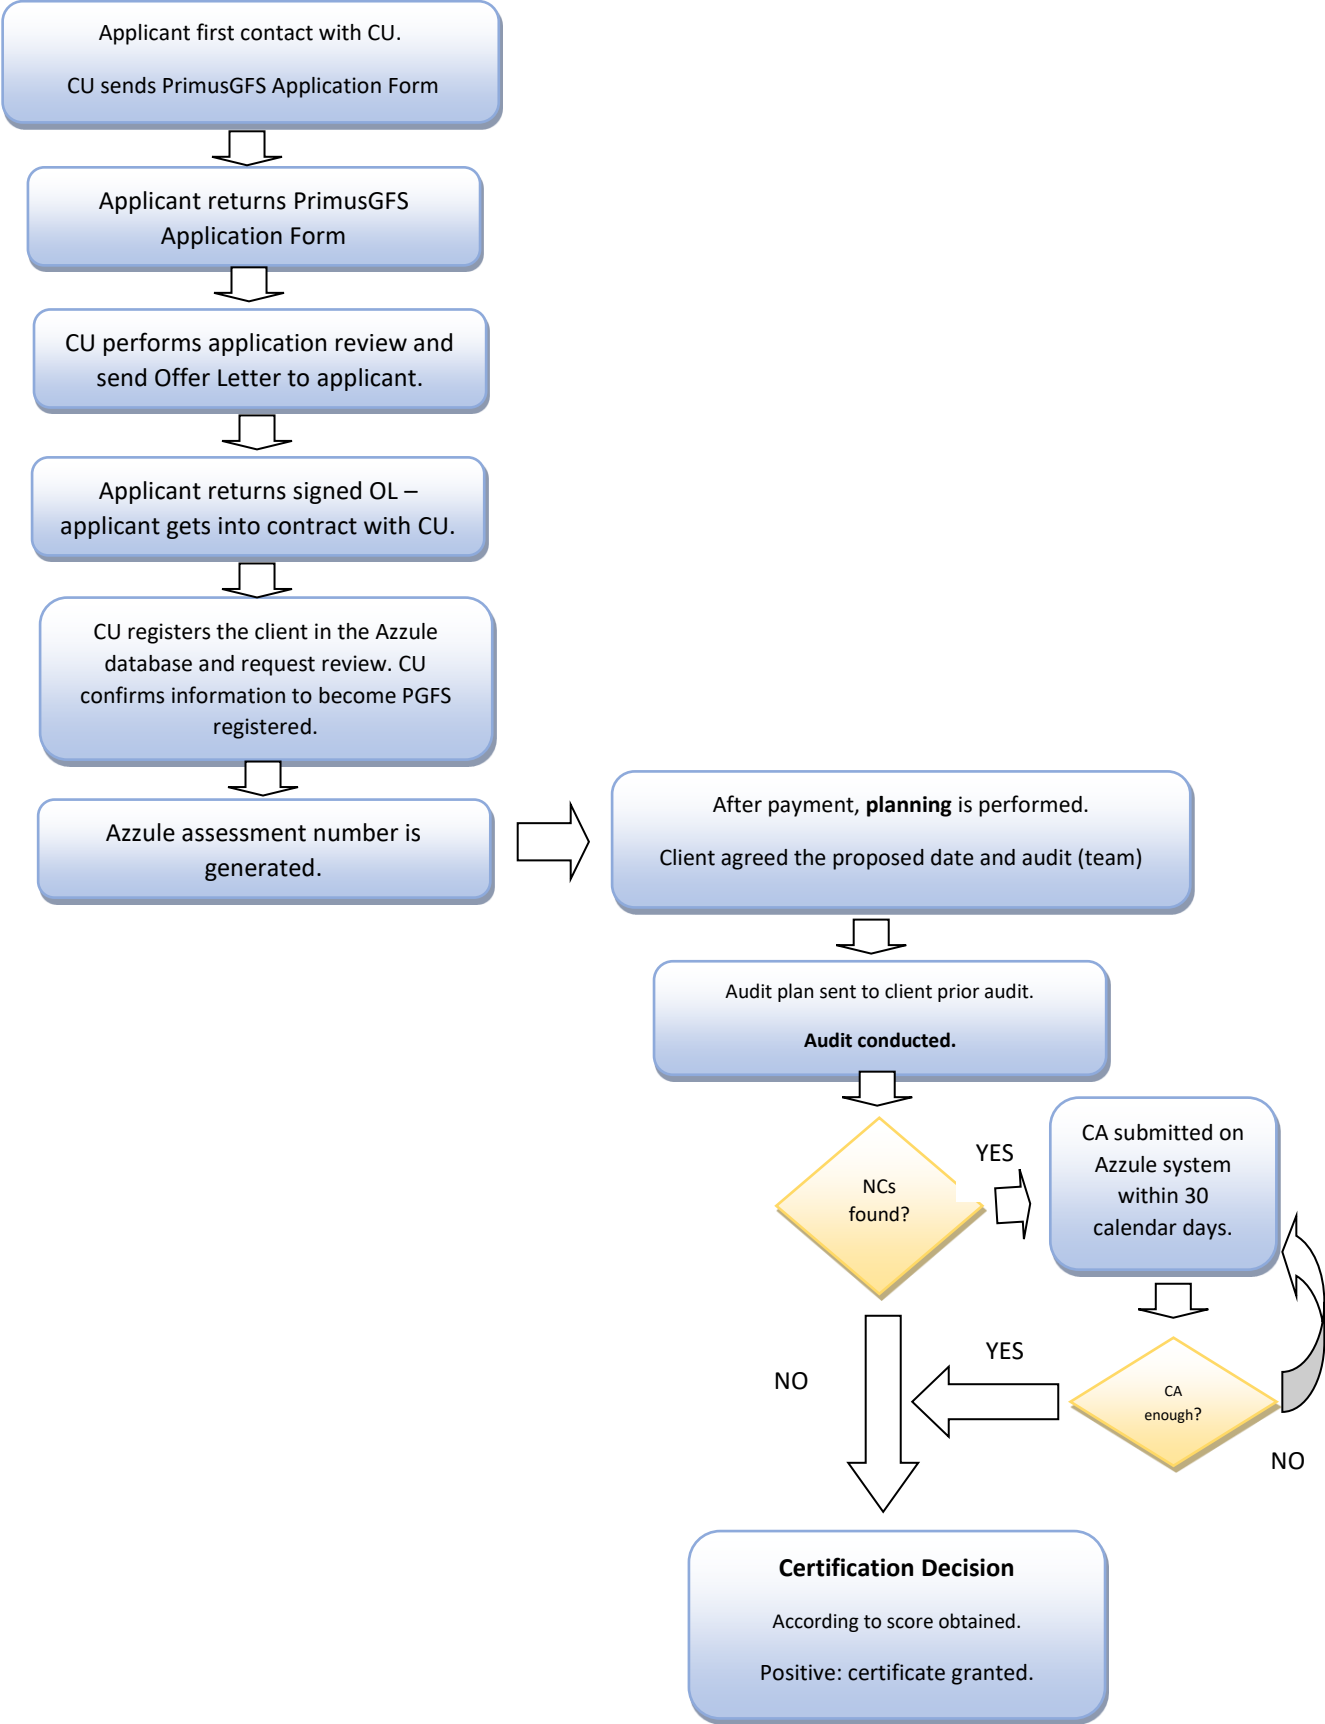 Applicant first contact with CU.
CU sends PrimusGFS Application Form
Applicant returns PrimusGFS
Application Form
CU performs application review and
send Offer Letter to applicant.
Applicant returns signed OL –
applicant gets into contract with CU.
CU registers the client in the Azzule
database and request review. CU
confirms information to become PGFS
registered.
Azzule assessment number is
generated.
After payment, planning is performed.
Client agreed the proposed date and audit (team)
Audit plan sent to client prior audit.
Audit conducted.
NCs
found?
YES
CA submitted on
Azzule system
within 30
calendar days.
NO
YES
CA
enough?
NO
Certification Decision
According to score obtained.
Positive: certificate granted.